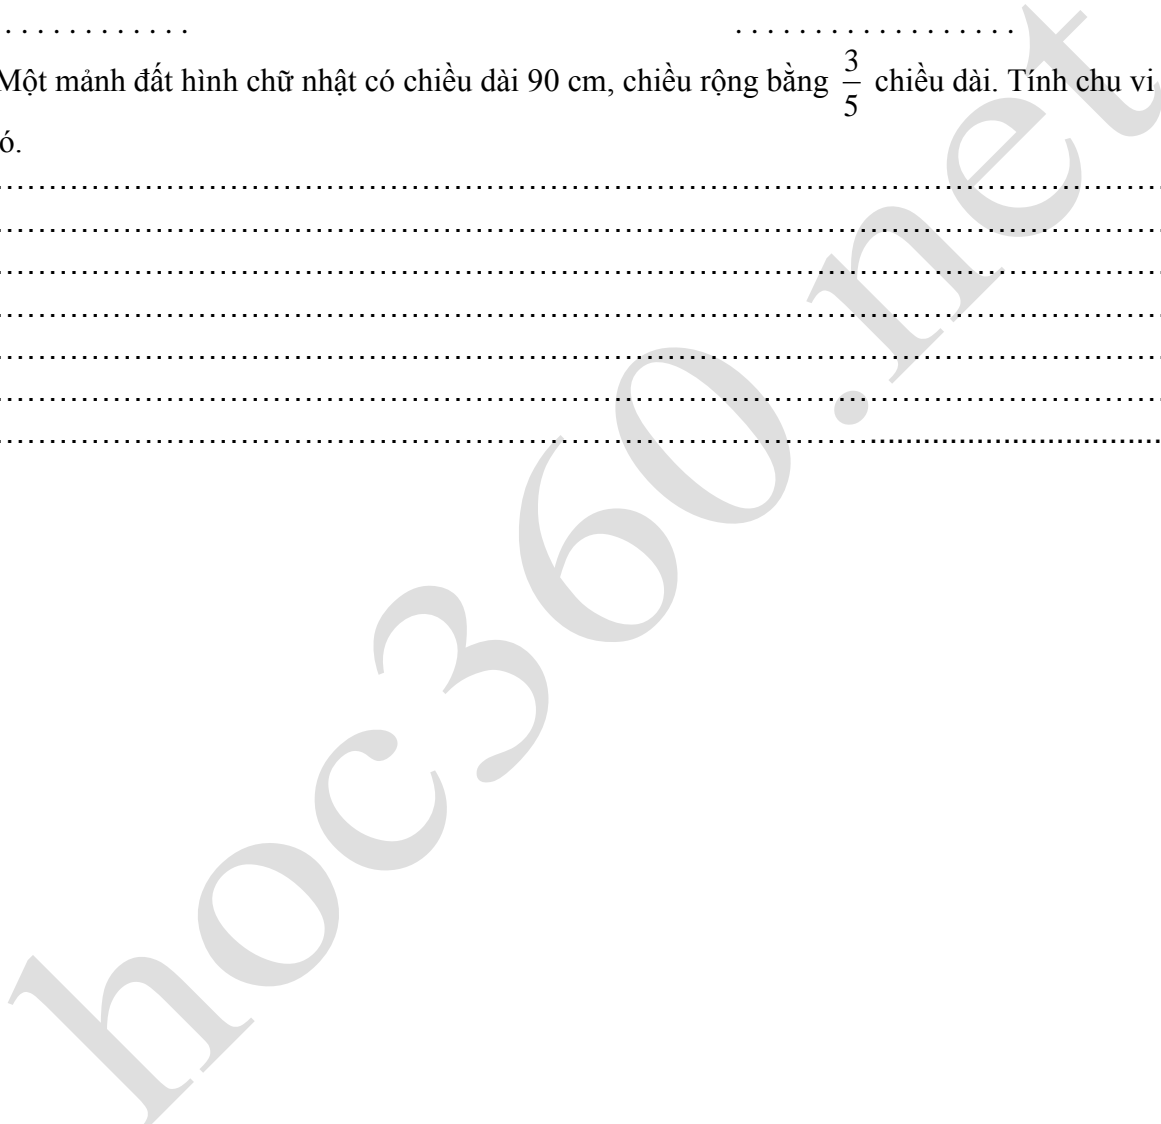 . . . . . . . . . . . . . . . . . . . . . . . . . . . . . .
Một mảnh đất hình chữ nhật có chiều dài 90 cm, chiều rộng bằng 3/5 chiều dài. Tính chu vi
ó.
hoc360.net